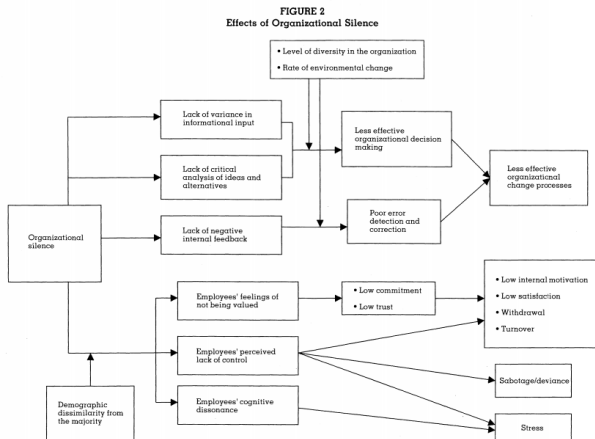 FIGURE 2
Effects of Organizational Silence
• Level of diversity in the organization
• Rate of environmental change
Lack of variance in
informational input
Less effective
organizational decision
making
Lack of critical
analysis of ideas and
alternatives
Less effective
organizational
change processes
Organizational
silence
Lack of negative
internal feedback
Poor error
detection and
correction
Employees' feelings of
not being valued
• Low commitment
• Low trust
• Low internal motivation
• Low satisfaction
• Withdrawal
• Turnover
Employees' perceived
lack of control
Sabotage/deviance
Demographic
dissimilarity from
the majority
Employees' cognitive
dissonance
Stress